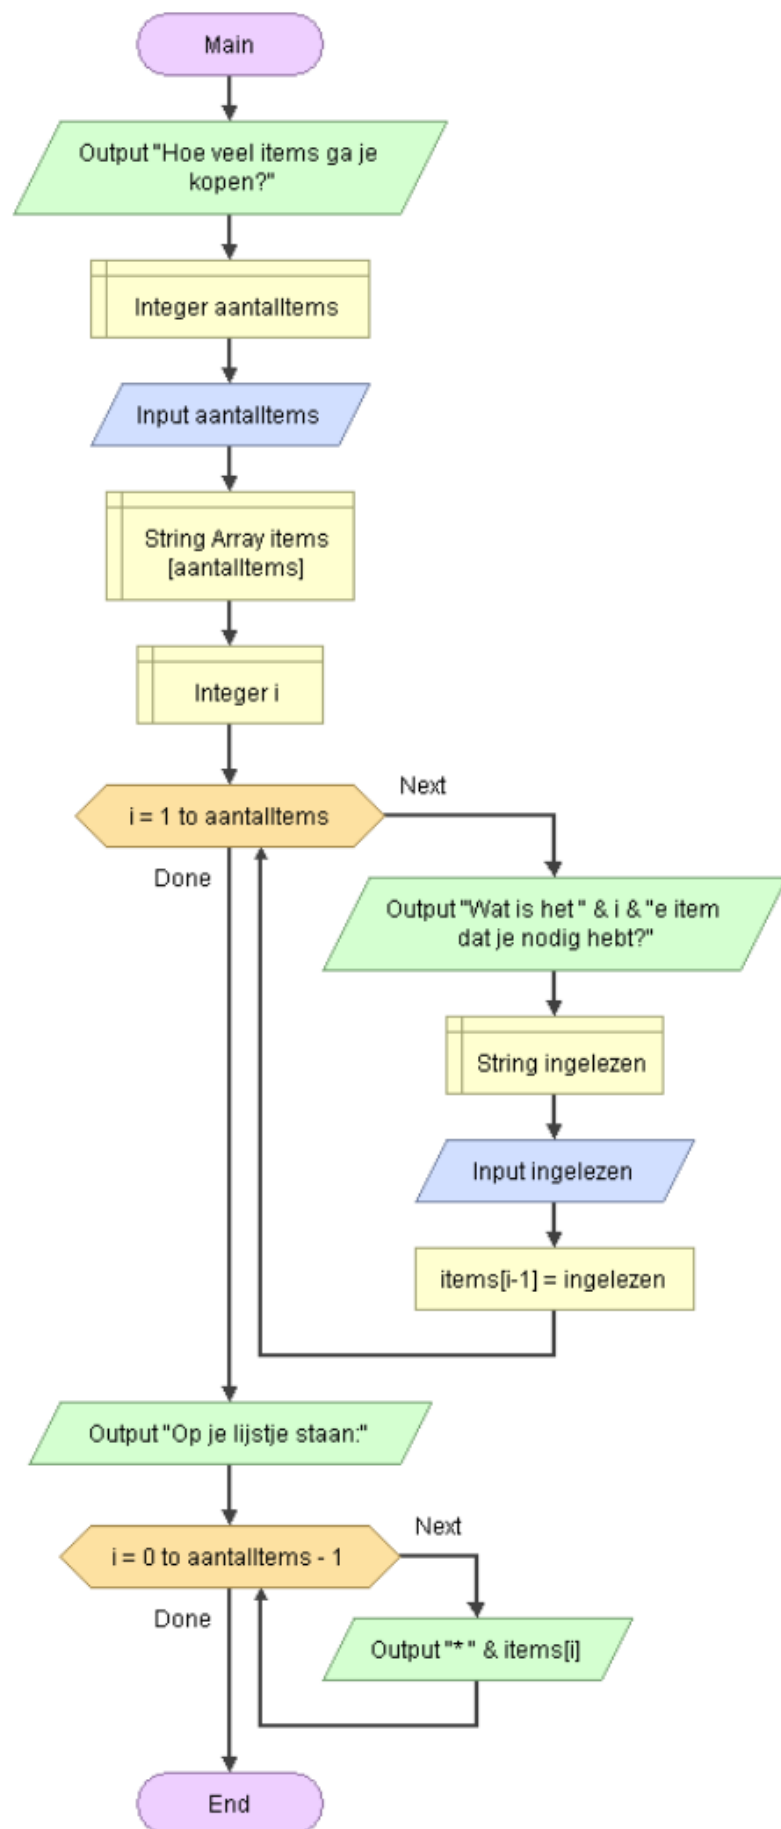 Main
Output "Hoe veel items ga je
kopen?"
Integer aantalItems
Input aantalItems
String Array items
[aantalItems]
Integer i
i = 1 to aantalItems
Next
Done
Output "Wat is het " & i & "e item
dat je nodig hebt?"
String ingelezen
Input ingelezen
items[i-1] = ingelezen
Output "Op je lijstje staan:"
i = 0 to aantalItems - 1
Next
Done
Output "* " & items[i]
End